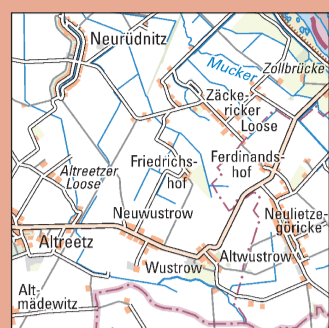 Neurüdnitz
Mucker
Zollbrücke
Zäcke-
ricker
Loose
Friedrichs-
hof
Ferdinands-
hof
Altreetzer
Loose
Neuwustrow
Neulietze-
göricke
Altreetz
Wustrow
Altwustrow
Alt-
mädewitz